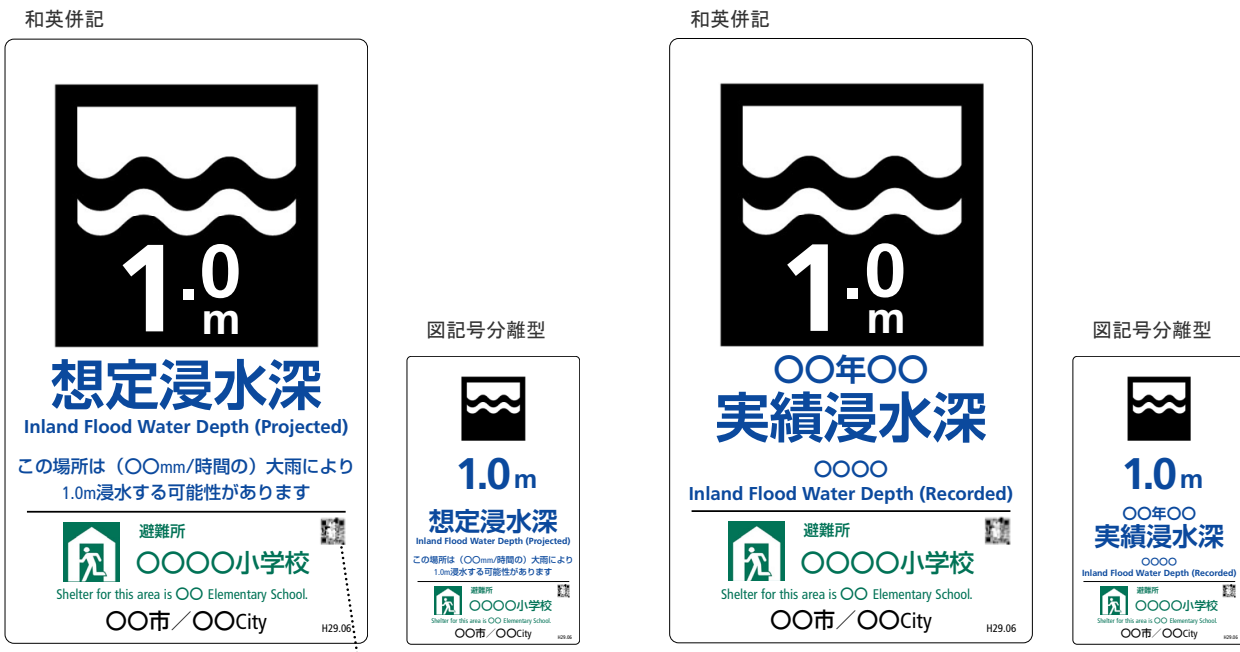 和英併記
1.0
m
想定浸水深
Inland Flood Water Depth (Projected)
この場所は（〇〇mm/時間の）大雨により
1.0m浸水する可能性があります
避難所
〇〇〇〇小学校
Shelter for this area is 〇〇 Elementary School.
〇〇市／〇〇City
H29.06
図記号分離型
1.0m
想定浸水深
Inland Flood Water Depth (Projected)
この場所は（〇〇mm/時間の）大雨により
1.0m浸水する可能性があります
避難所
〇〇〇〇小学校
Shelter for this area is 〇〇 Elementary School.
〇〇市／〇〇City
H29.06
和英併記
1.0
m
〇〇年〇〇
実績浸水深
〇〇〇〇
Inland Flood Water Depth (Recorded)
避難所
〇〇〇〇小学校
Shelter for this area is 〇〇 Elementary School.
〇〇市／〇〇City
H29.06
図記号分離型
1.0m
〇〇年〇〇
実績浸水深
〇〇〇〇
Inland Flood Water Depth (Recorded)
避難所
〇〇〇〇小学校
Shelter for this area is 〇〇 Elementary School.
〇〇市／〇〇City
H29.06